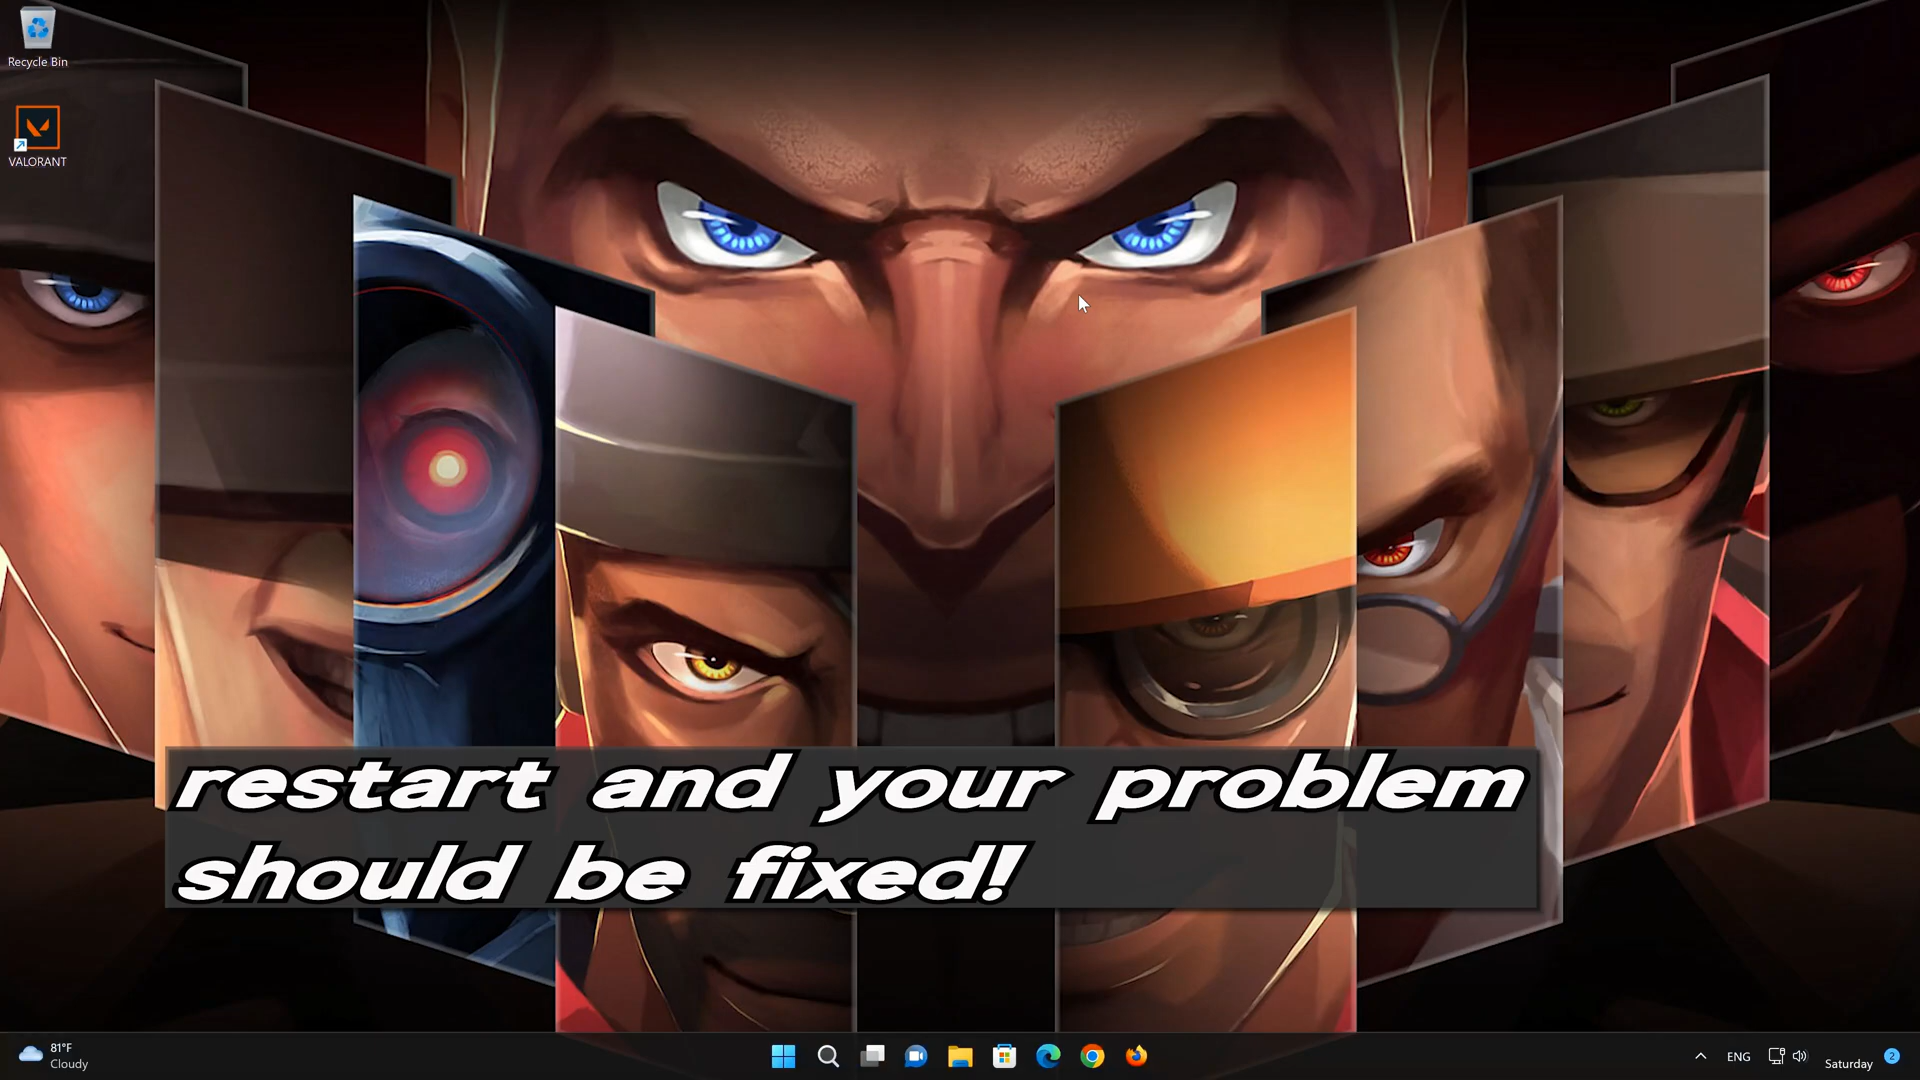 Recycle Bin
VALORANT
restart and your problem
should be fixed!
81°F
Cloudy
ENG
Saturday
2